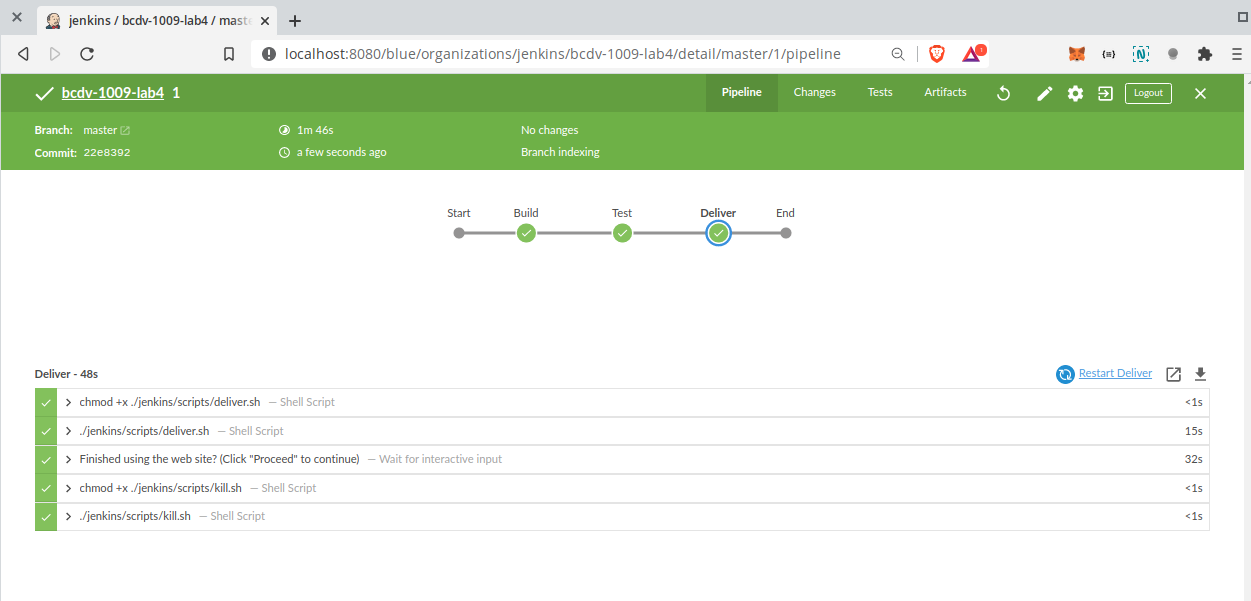 jenkins / bcdv-1009-lab4 / maste
localhost:8080/blue/organizations/jenkins/bcdv-1009-lab4/detail/master/1/pipeline
1
bcdv-1009-lab4 1
Pipeline Changes Tests Artifacts Logout
Branch: master 1m 46s No changes
Commit: 22e8392 a few seconds ago Branch indexing
Start Build Test Deliver End
Deliver - 48s Restart Deliver
chmod +x ./jenkins/scripts/deliver.sh — Shell Script <1s
./jenkins/scripts/deliver.sh — Shell Script 15s
Finished using the web site? (Click "Proceed" to continue) — Wait for interactive input 32s
chmod +x ./jenkins/scripts/kill.sh — Shell Script <1s
./jenkins/scripts/kill.sh — Shell Script <1s